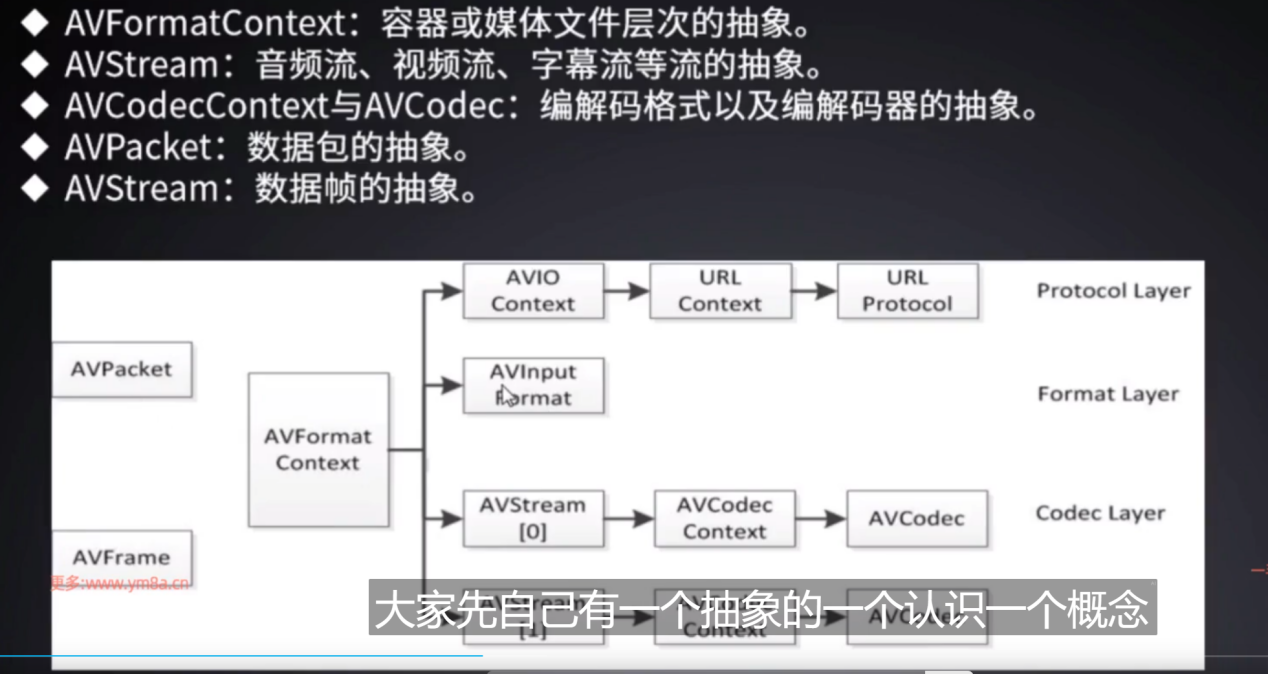 ◆ AVFormatContext：容器或媒体文件层次的抽象。
◆ AVStream：音频流、视频流、字幕流等流的抽象。
◆ AVCodecContext与AVCodec：编解码格式以及编解码器的抽象。
◆ AVPacket：数据包的抽象。
◆ AVStream：数据帧的抽象。
AVIO
Context
URL
Context
URL
Protocol
Protocol Layer
AVPacket
AVInput
Format
Format Layer
AVFormat
Context
AVStream
[0]
AVCodec
Context
AVCodec
Codec Layer
AVFrame
更多:www.ym8a.cn
AVStream
[1]
AVCodec
Context
AVCodec
大家先自己有一个抽象的一个认识一个概念